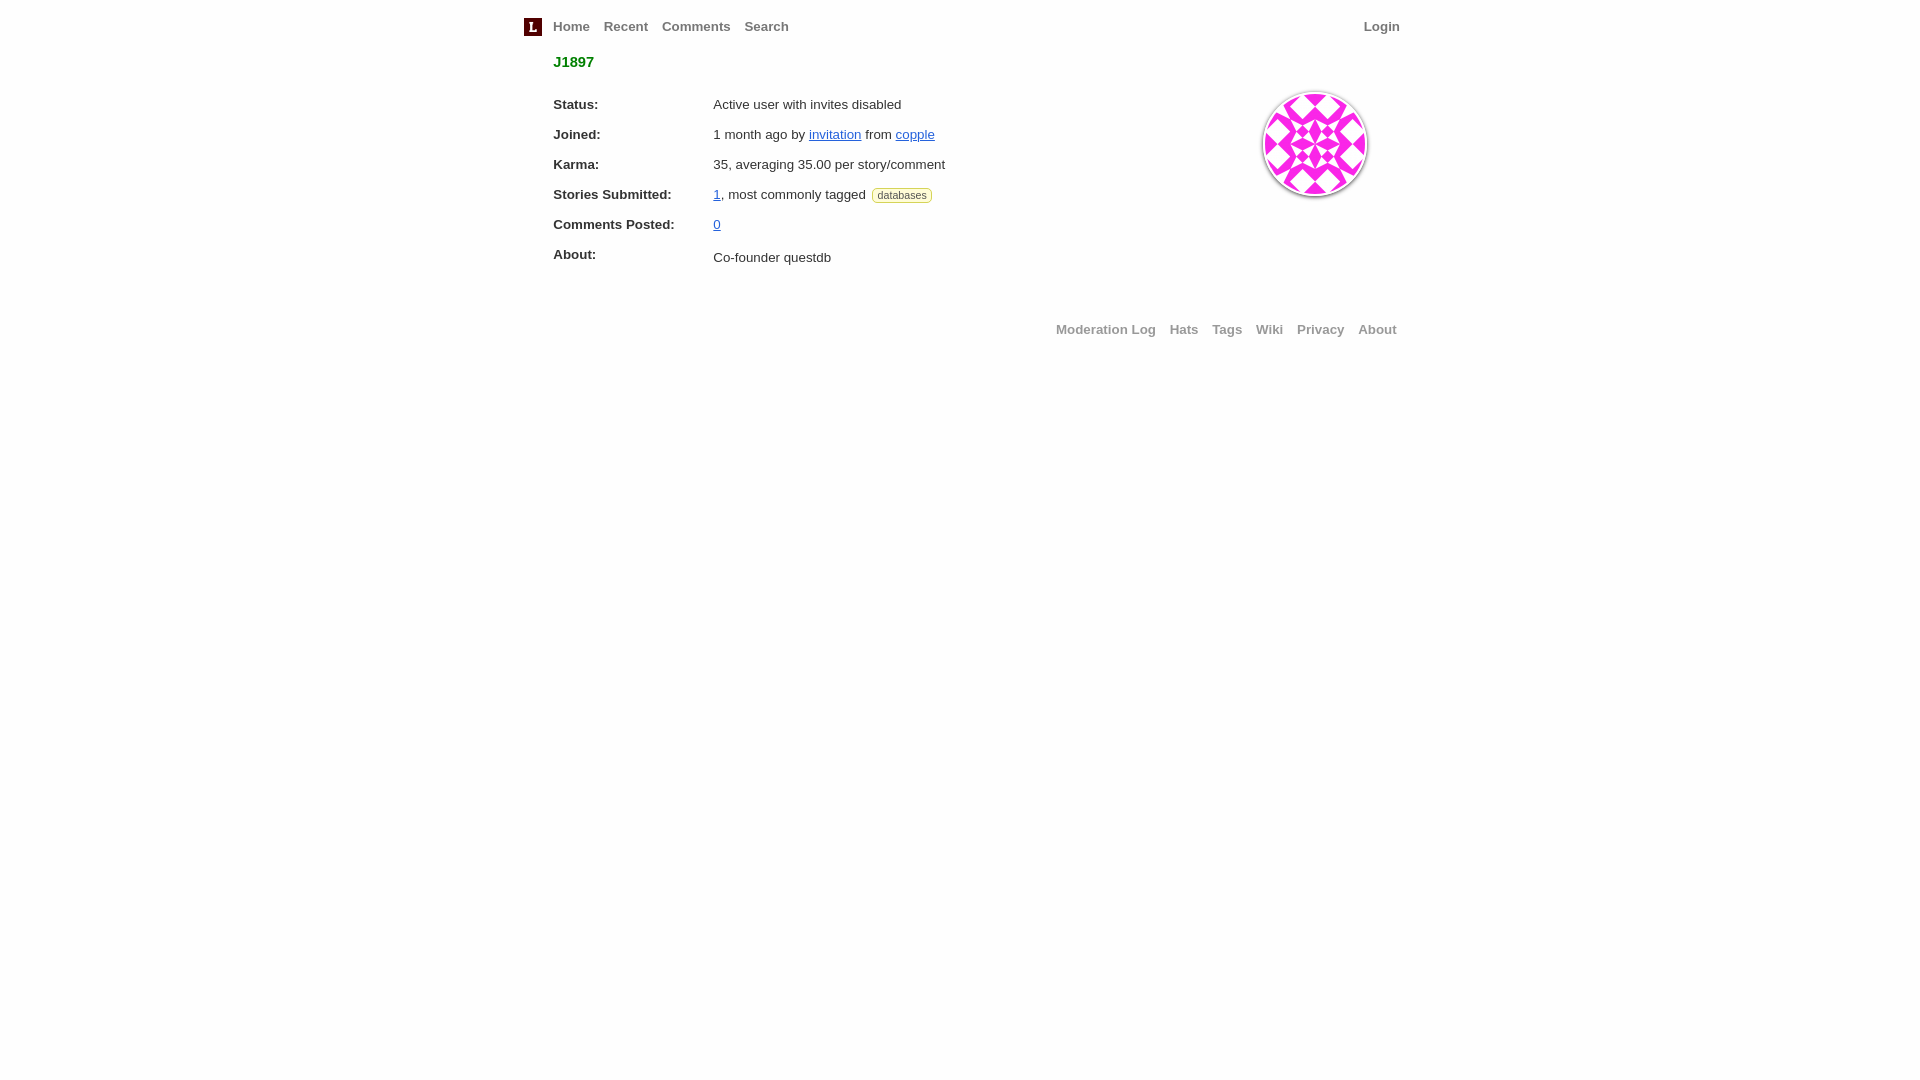 L Home Recent Comments Search Login
J1897
Status: Active user with invites disabled
Joined: 1 month ago by invitation from copple
Karma: 35, averaging 35.00 per story/comment
Stories Submitted: 1, most commonly tagged databases
Comments Posted: 0
About: Co-founder questdb
Moderation Log Hats Tags Wiki Privacy About